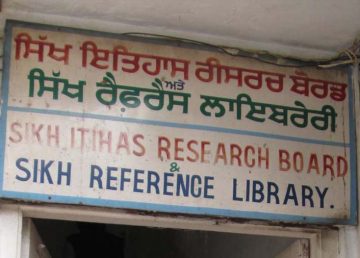 ਸਿੱਖ ਇਤਿਹਾਸ ਰੀਸਰਚ ਬੋਰਡ
ਅਤੇ
ਸਿੱਖ ਰੈਫ਼ਰੈਂਸ ਲਾਇਬਰੇਰੀ
SIKH ITIHAS RESEARCH BOARD
&
SIKH REFERENCE LIBRARY.